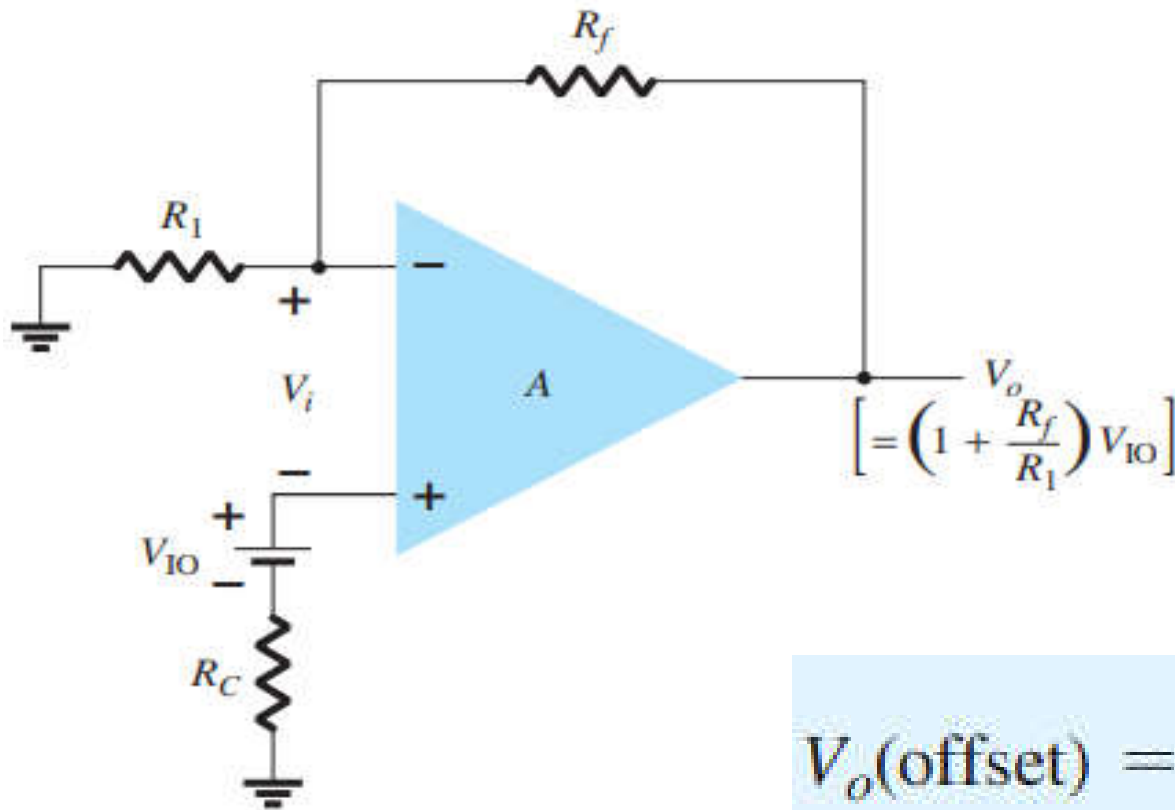 R_f
R_1
−
+
V_i
A
V_o
[= (1 + R_f/R_1) V_IO]
−
+
+
V_IO
−
R_C
V_o(offset) =